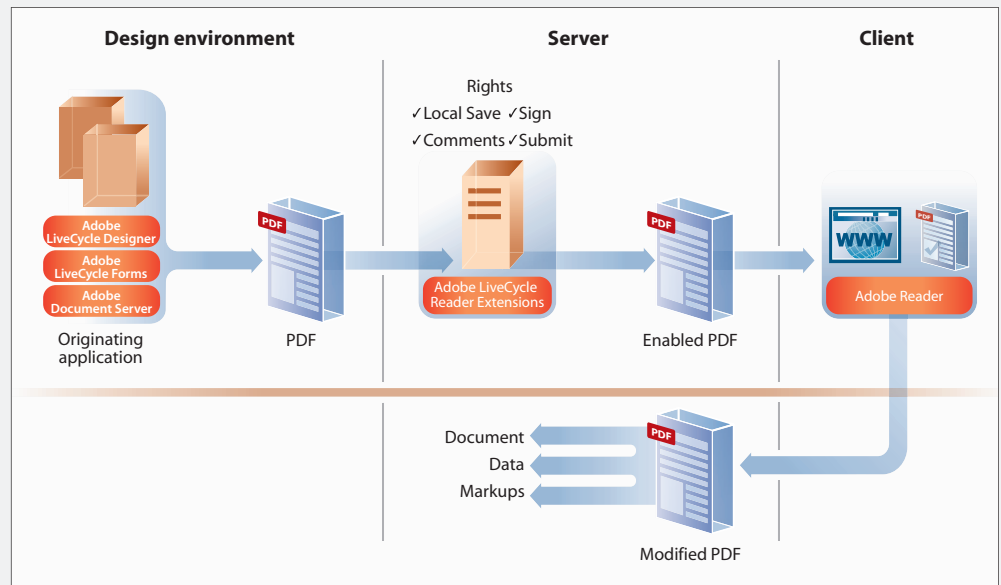 Design environment
Server
Client
Rights
✓Local Save ✓Sign
✓Comments ✓Submit
Adobe
LiveCycle Designer
Adobe
LiveCycle Forms
Adobe
Document Server
Originating
application
PDF
PDF
Adobe LiveCycle
Reader Extensions
PDF
Enabled PDF
www
PDF
Adobe Reader
Document
Data
Markups
PDF
Modified PDF